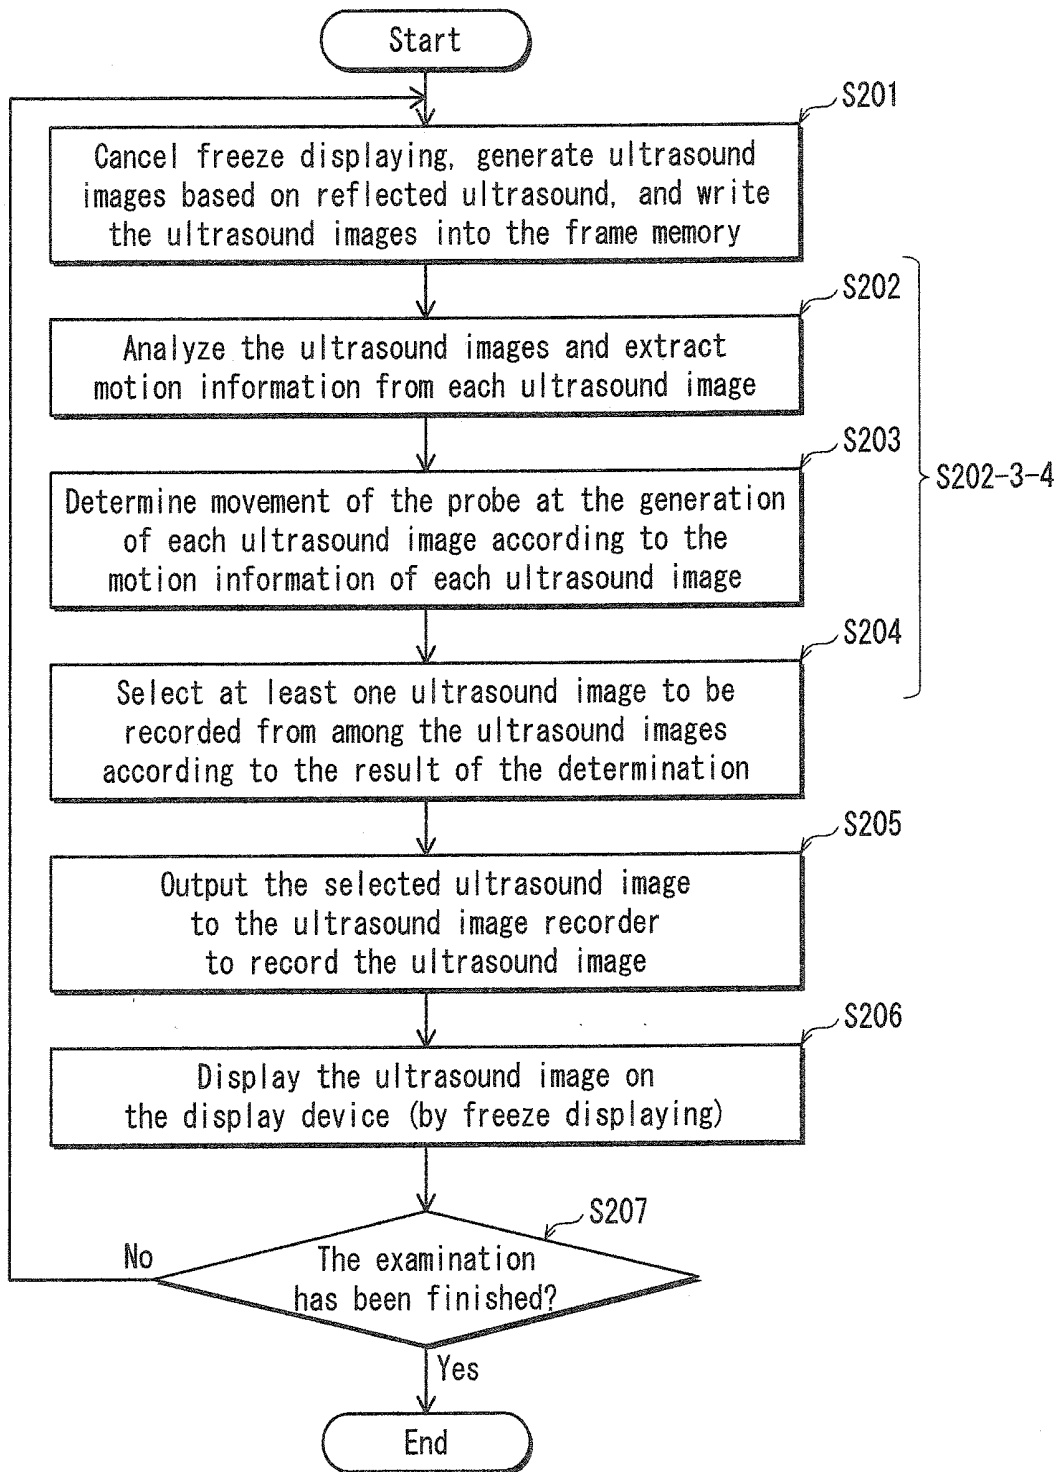 Start
S201
Cancel freeze displaying, generate ultrasound
images based on reflected ultrasound, and write
the ultrasound images into the frame memory
S202
Analyze the ultrasound images and extract
motion information from each ultrasound image
S203
S202-3-4
Determine movement of the probe at the generation
of each ultrasound image according to the
motion information of each ultrasound image
S204
Select at least one ultrasound image to be
recorded from among the ultrasound images
according to the result of the determination
S205
Output the selected ultrasound image
to the ultrasound image recorder
to record the ultrasound image
S206
Display the ultrasound image on
the display device (by freeze displaying)
S207
No
The examination
has been finished?
Yes
End